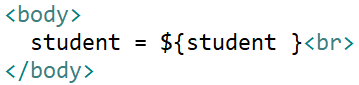 <body>
  student = ${student }<br>
</body>